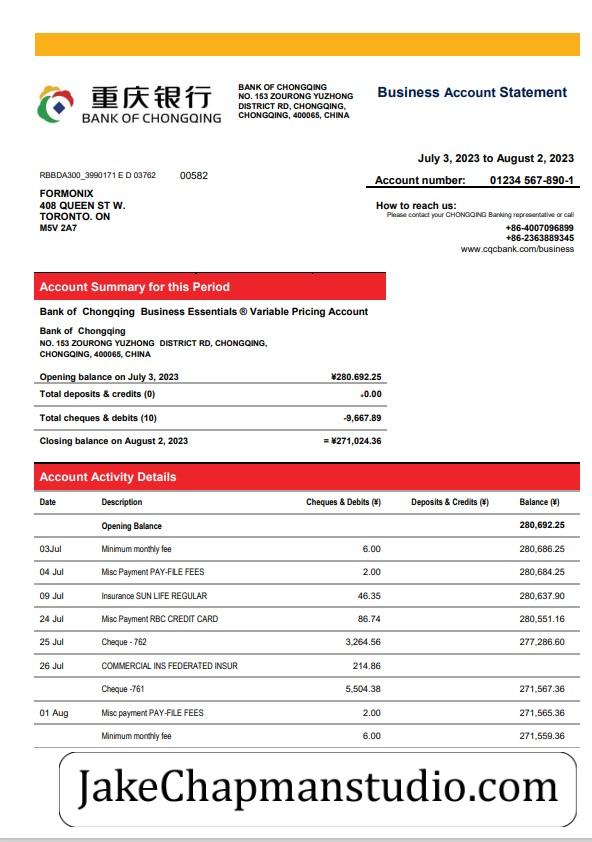 重庆银行
BANK OF CHONGQING
BANK OF CHONGQING
NO. 153 ZOURONG YUZHONG
DISTRICT RD, CHONGQING,
CHONGQING, 400065, CHINA
Business Account Statement
July 3, 2023 to August 2, 2023
Account number: 01234 567-890-1
RBBDA300_3990171 E D 03762 00582
FORMONIX
408 QUEEN ST W.
TORONTO. ON
M5V 2A7
How to reach us:
Please contact your CHONGQING Banking representative or call
+86-4007096899
+86-2363889345
www.cqcbank.com/business
Account Summary for this Period
Bank of Chongqing Business Essentials ® Variable Pricing Account
Bank of Chongqing
NO. 153 ZOURONG YUZHONG DISTRICT RD, CHONGQING,
CHONGQING, 400065, CHINA
Opening balance on July 3, 2023 ¥280.692.25
Total deposits & credits (0) +0.00
Total cheques & debits (10) -9,667.89
Closing balance on August 2, 2023 = ¥271,024.36
Account Activity Details
Date Description Cheques & Debits (¥) Deposits & Credits (¥) Balance (¥)
Opening Balance 280,692.25
03Jul Minimum monthly fee 6.00 280,686.25
04 Jul Misc Payment PAY-FILE FEES 2.00 280,684.25
09 Jul Insurance SUN LIFE REGULAR 46.35 280,637.90
24 Jul Misc Payment RBC CREDIT CARD 86.74 280,551.16
25 Jul Cheque - 762 3,264.56 277,286.60
26 Jul COMMERCIAL INS FEDERATED INSUR 214.86
Cheque -761 5,504.38 271,567.36
01 Aug Misc payment PAY-FILE FEES 2.00 271,565.36
Minimum monthly fee 6.00 271,559.36
JakeChapmanstudio.com